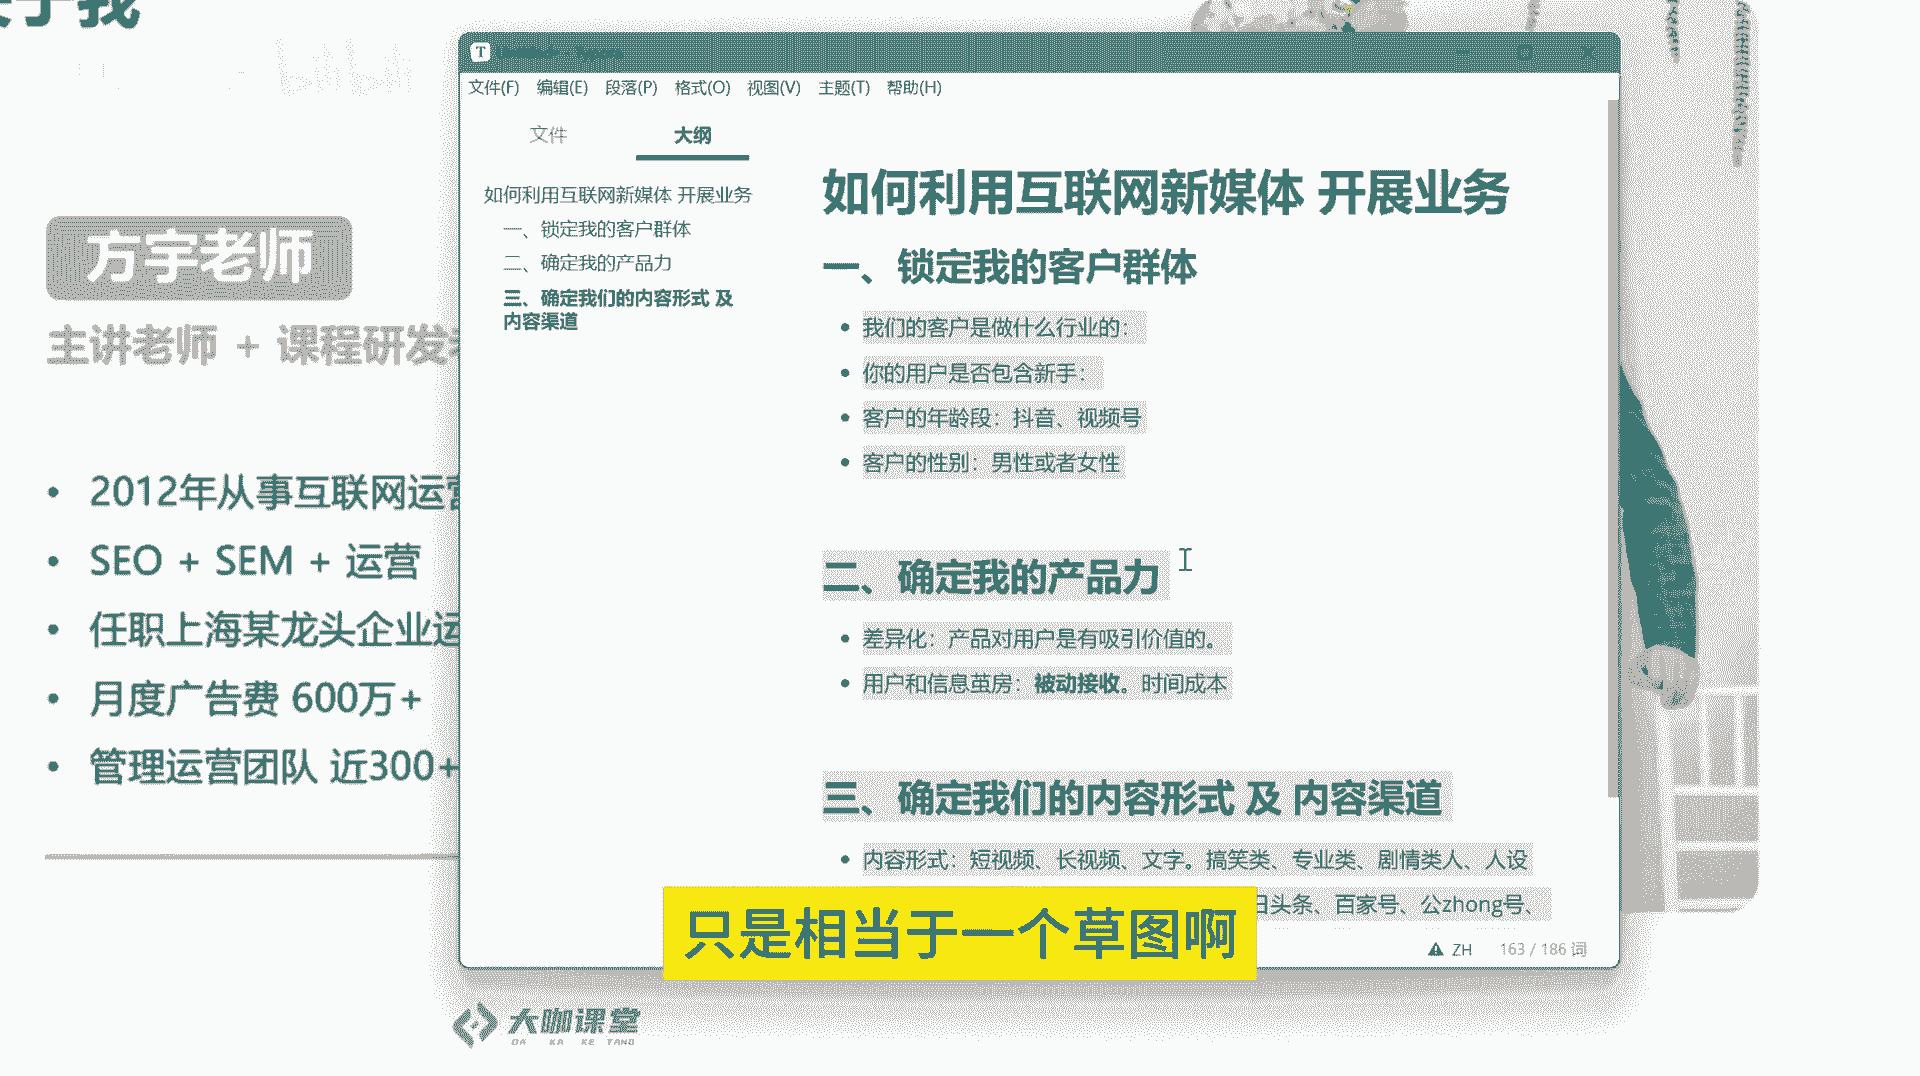 方宇老师
主讲老师 + 课程研发
2012年从事互联网运营
SEO + SEM + 运营
任职上海某龙头企业运
月度广告费 600万+
管理运营团队 近300+
文件(F) 编辑(E) 段落(P) 格式(O) 视图(V) 主题(T) 帮助(H)
文件 大纲
如何利用互联网新媒体 开展业务
一、锁定我的客户群体
二、确定我的产品力
三、确定我们的内容形式 及
内容渠道
如何利用互联网新媒体 开展业务
一、锁定我的客户群体
我们的客户是做什么行业的：
你的用户是否包含新手：
客户的年龄段：抖音、视频号
客户的性别：男性或者女性
二、确定我的产品力
差异化：产品对用户是有吸引价值的。
用户和信息茧房：被动接收。时间成本
三、确定我们的内容形式 及 内容渠道
内容形式：短视频、长视频、文字。搞笑类、专业类、剧情类人、人设
日头条、百家号、公zhong号、
只是相当于一个草图啊
ZH 163 / 186 词
大咖课堂
DA KA KE TANG